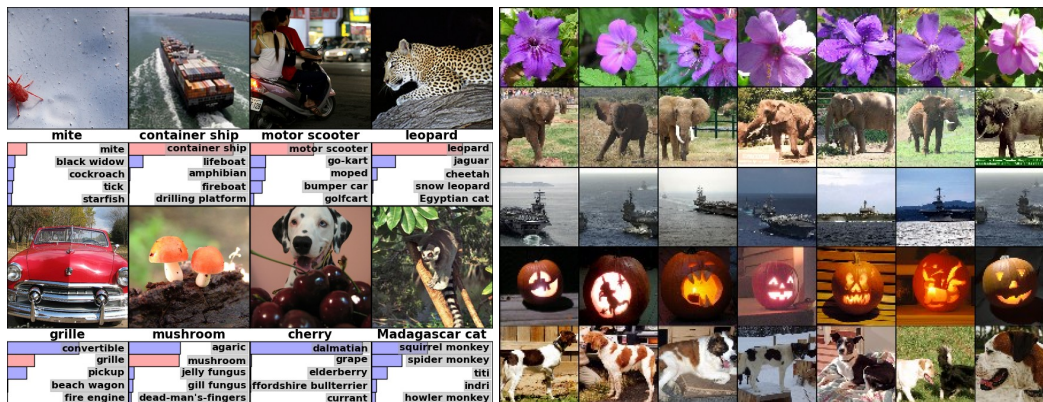 mite
container ship
motor scooter
leopard
mite
black widow
cockroach
tick
starfish
container ship
lifeboat
amphibian
fireboat
drilling platform
motor scooter
go-kart
moped
bumper car
golfcart
leopard
jaguar
cheetah
snow leopard
Egyptian cat
grille
mushroom
cherry
Madagascar cat
convertible
grille
pickup
beach wagon
fire engine
agaric
mushroom
jelly fungus
gill fungus
dead-man's-fingers
dalmatian
grape
elderberry
ffordshire bullterrier
currant
squirrel monkey
spider monkey
titi
indri
howler monkey